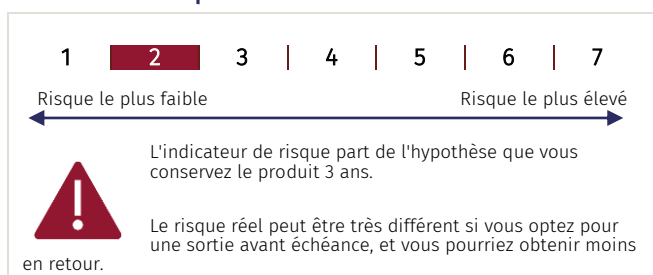 1 2 3 4 5 6 7
Risque le plus faible Risque le plus élevé
L'indicateur de risque part de l'hypothèse que vous
conservez le produit 3 ans.
Le risque réel peut être très différent si vous optez pour
une sortie avant échéance, et vous pourriez obtenir moins
en retour.